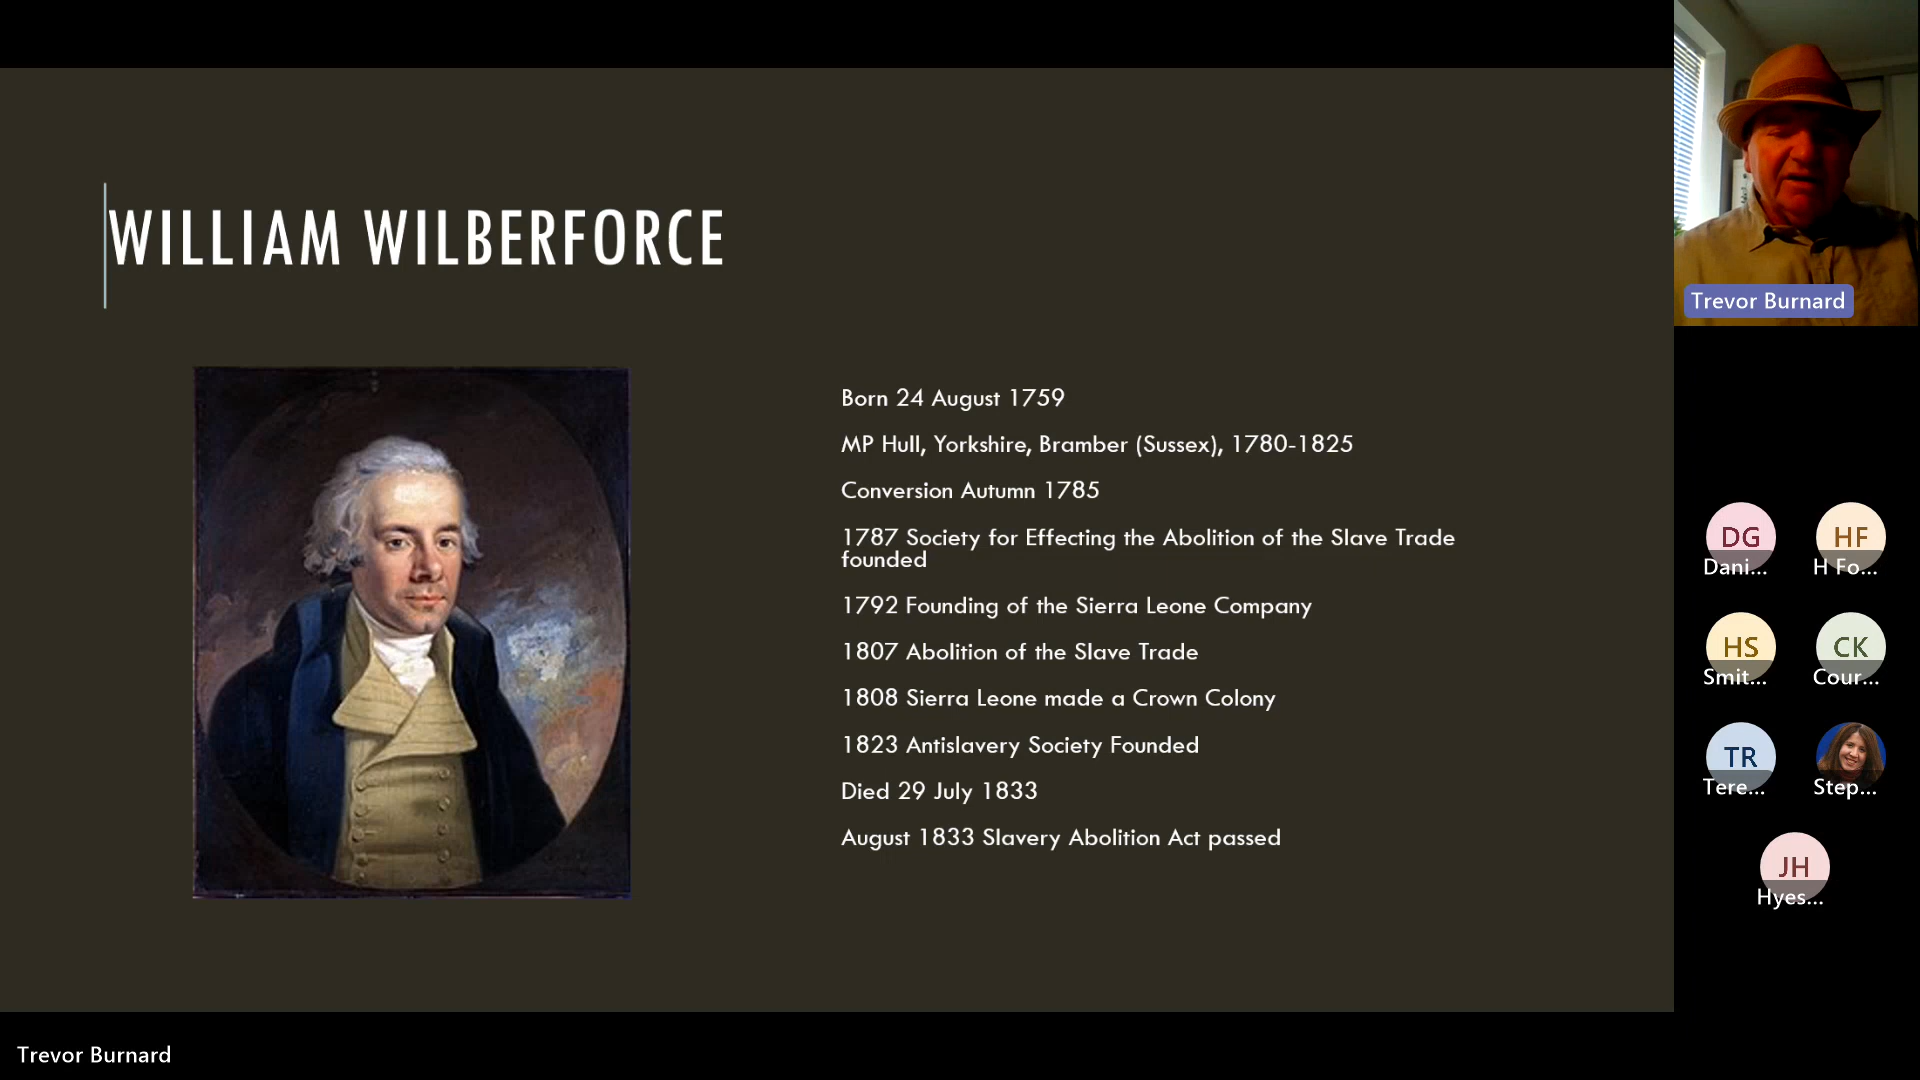 WILLIAM WILBERFORCE
Born 24 August 1759
MP Hull, Yorkshire, Bramber (Sussex), 1780-1825
Conversion Autumn 1785
1787 Society for Effecting the Abolition of the Slave Trade
founded
1792 Founding of the Sierra Leone Company
1807 Abolition of the Slave Trade
1808 Sierra Leone made a Crown Colony
1823 Antislavery Society Founded
Died 29 July 1833
August 1833 Slavery Abolition Act passed
Trevor Burnard
DG HF
Dani... H Fo...
HS CK
Smit... Cour...
TR
Tere... Step...
JH
Hyes...
Trevor Burnard